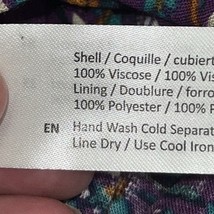 Shell / Coquille / cubiert
100% Viscose / 100% Vis
Lining / Doublure / forro
100% Polyester / 100% P
EN Hand Wash Cold Separat
Line Dry / Use Cool Iron